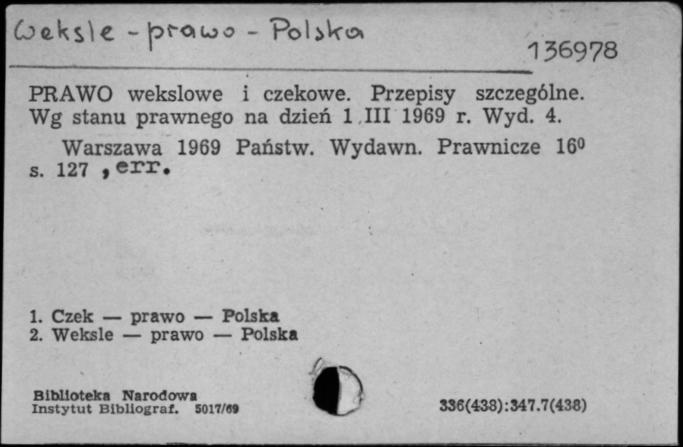 Weksle - prawo - Polska
136978
PRAWO wekslowe i czekowe. Przepisy szczególne.
Wg stanu prawnego na dzień 1 III 1969 r. Wyd. 4.
Warszawa 1969 Państw. Wydawn. Prawnicze 16⁰
s. 127 , err.
1. Czek — prawo — Polska
2. Weksle — prawo — Polska
Biblioteka Narodowa
Instytut Bibliograf. 5017/69
336(438):347.7(438)